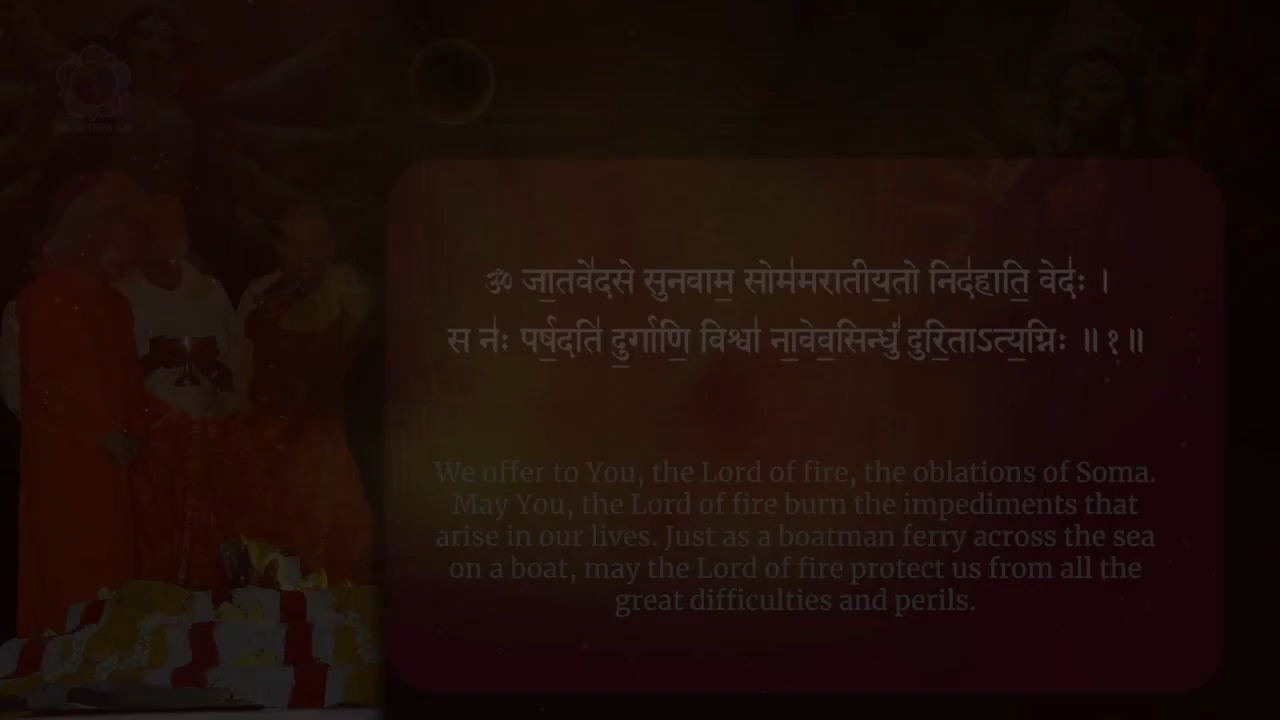 ॐ जा॒तवे॑दसे सुनवाम॒ सोम॑मरातीय॒तो निद॑हाति॒ वेदः॑ ।
स नः॑ पर्ष॒दति॑ दु॒र्गाणि॒ विश्वा॑ ना॒वेव॒सिन्धुं॑ दुरि॒ताऽत्य॒ग्निः ॥१॥
We offer to You, the Lord of fire, the oblations of Soma.
May You, the Lord of fire burn the impediments that
arise in our lives. Just as a boatman ferry across the sea
on a boat, may the Lord of fire protect us from all the
great difficulties and perils.